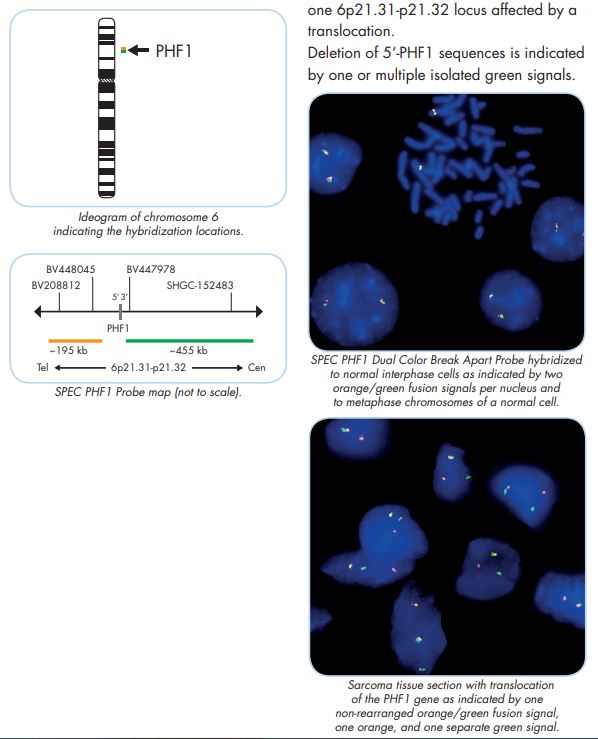 PHF1
Ideogram of chromosome 6
indicating the hybridization locations.
BV448045
BV447978
BV208812
SHGC-152483
5’ 3’
PHF1
~195 kb
~455 kb
Tel
6p21.31-p21.32
Cen
SPEC PHF1 Probe map (not to scale).
one 6p21.31-p21.32 locus affected by a
translocation.
Deletion of 5’-PHF1 sequences is indicated
by one or multiple isolated green signals.
SPEC PHF1 Dual Color Break Apart Probe hybridized
to normal interphase cells as indicated by two
orange/green fusion signals per nucleus and
to metaphase chromosomes of a normal cell.
Sarcoma tissue section with translocation
of the PHF1 gene as indicated by one
non-rearranged orange/green fusion signal,
one orange, and one separate green signal.